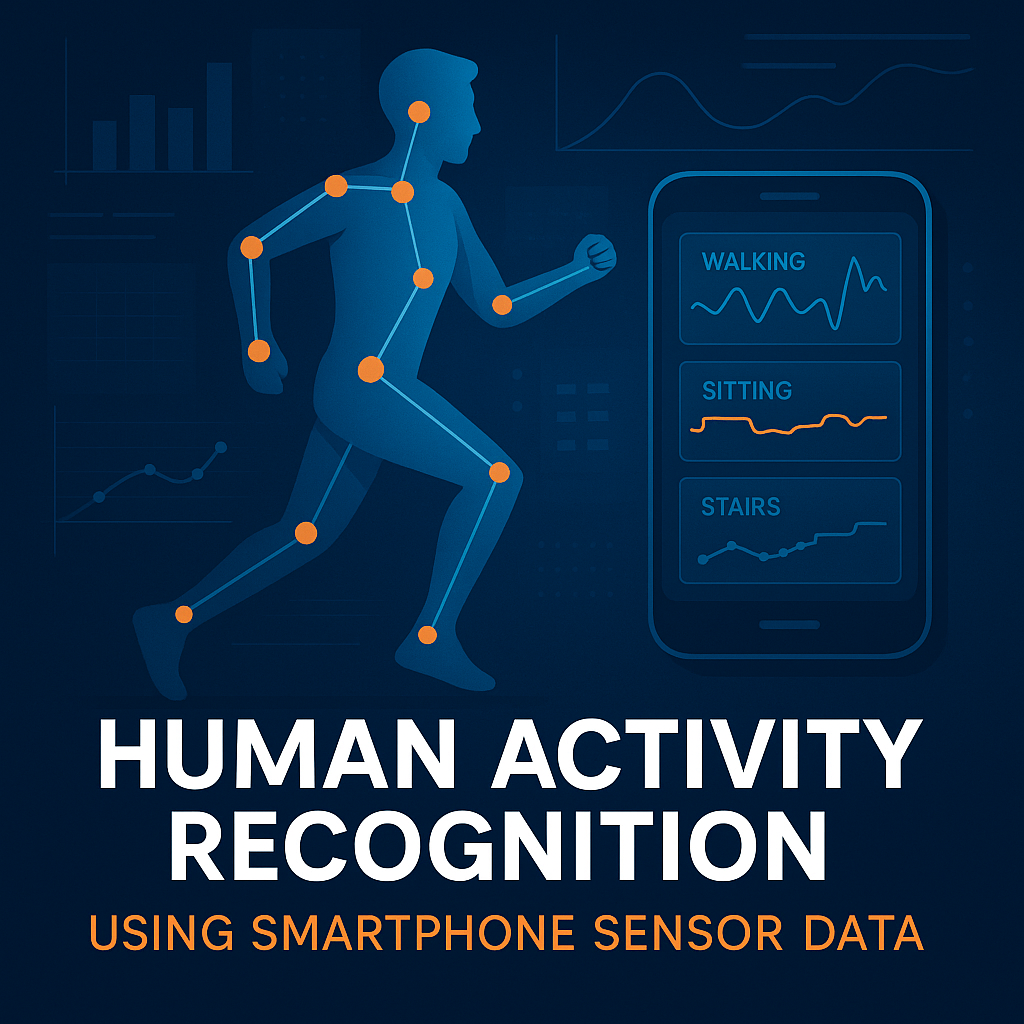 WALKING
SITTING
STAIRS
HUMAN ACTIVITY
RECOGNITION
USING SMARTPHONE SENSOR DATA